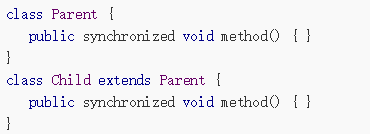 class Parent {
   public synchronized void method() { }
}
class Child extends Parent {
   public synchronized void method() { }
}